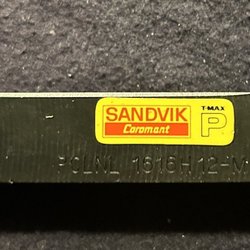 SANDVIK
Coromant
T-MAX
P
PCLNL 1616H12-M